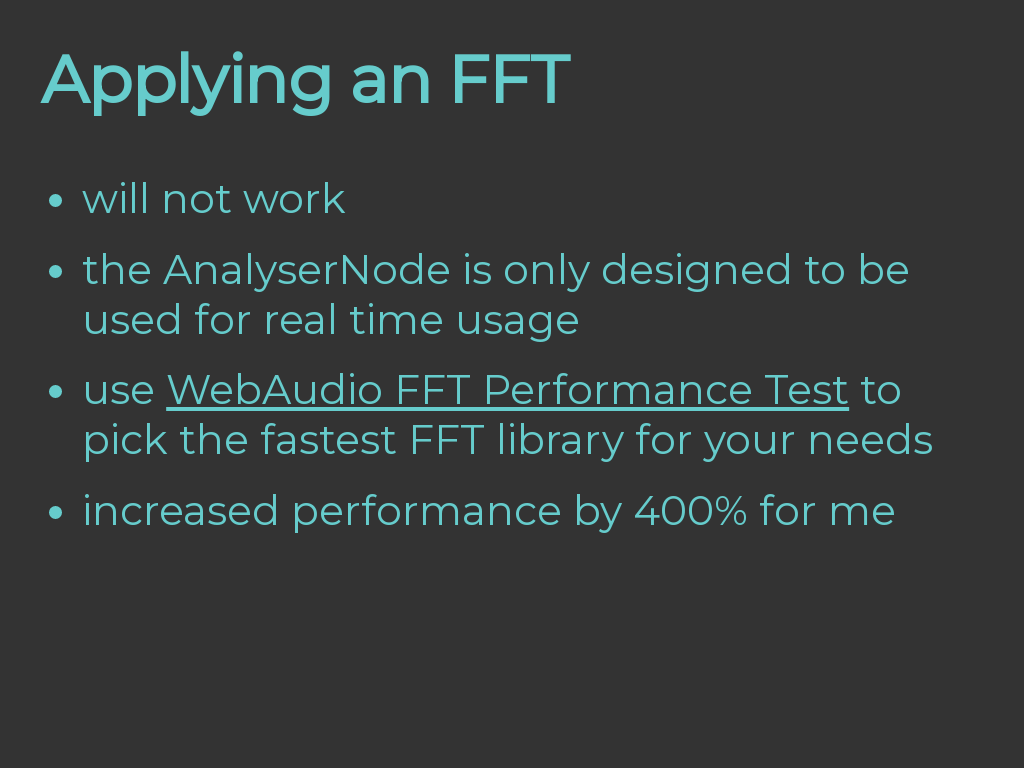 Applying an FFT
• will not work
• the AnalyserNode is only designed to be
used for real time usage
• use WebAudio FFT Performance Test to
pick the fastest FFT library for your needs
• increased performance by 400% for me